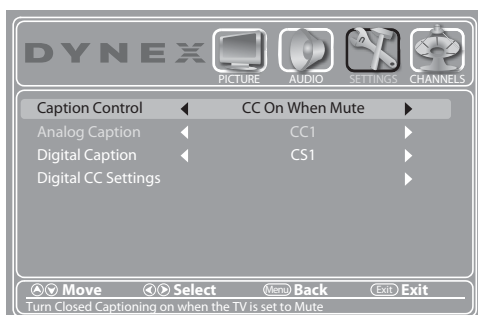 DYNEX
PICTURE AUDIO SETTINGS CHANNELS
Caption Control CC On When Mute
Analog Caption CC1
Digital Caption CS1
Digital CC Settings
Move Select Menu Back Exit Exit
Turn Closed Captioning on when the TV is set to Mute